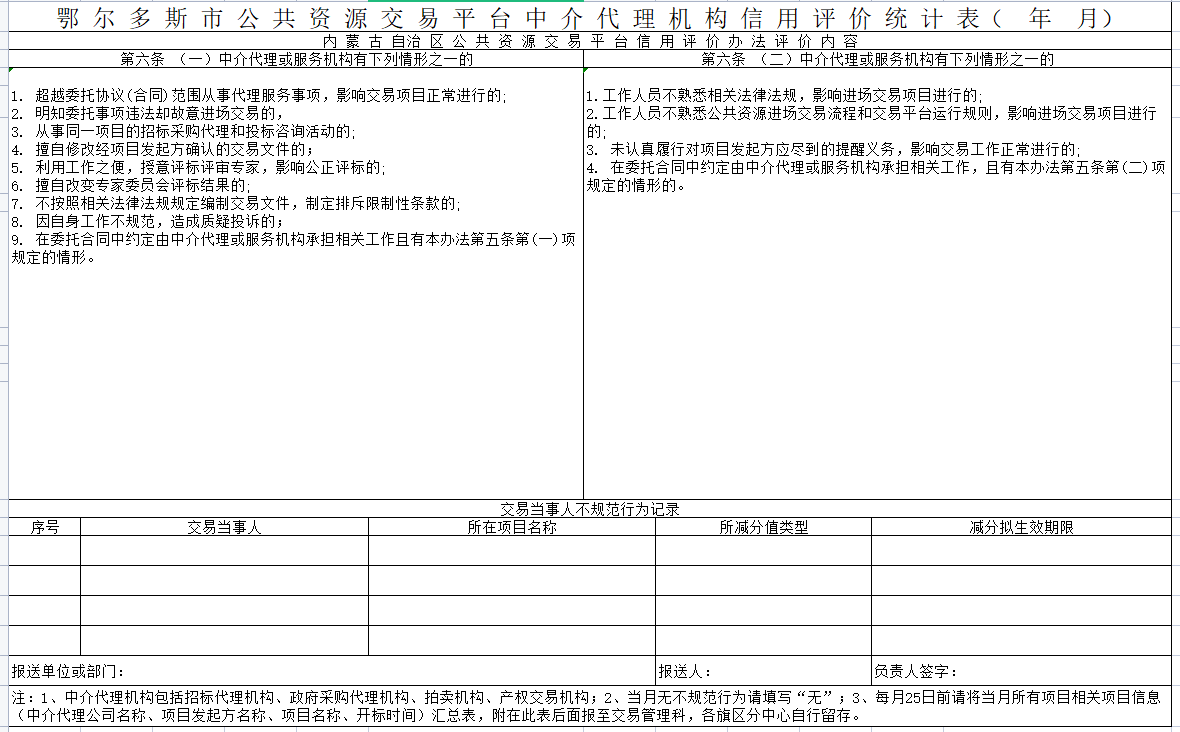 鄂尔多斯市公共资源交易平台中介代理机构信用评价统计表（ 年 月）
内蒙古自治区公共资源交易平台信用评价办法评价内容
第六条 （一）中介代理或服务机构有下列情形之一的
第六条 （二）中介代理或服务机构有下列情形之一的
1. 超越委托协议(合同)范围从事代理服务事项，影响交易项目正常进行的;
2. 明知委托事项违法却故意进场交易的，
3. 从事同一项目的招标采购代理和投标咨询活动的;
4. 擅自修改经项目发起方确认的交易文件的;
5. 利用工作之便，授意评标评审专家，影响公正评标的;
6. 擅自改变专家委员会评标结果的;
7. 不按照相关法律法规规定编制交易文件，制定排斥限制性条款的;
8. 因自身工作不规范，造成质疑投诉的;
9. 在委托合同中约定由中介代理或服务机构承担相关工作且有本办法第五条第(一)项
规定的情形。
1.工作人员不熟悉相关法律法规，影响进场交易项目进行的;
2.工作人员不熟悉公共资源进场交易流程和交易平台运行规则，影响进场交易项目进行
的;
3. 未认真履行对项目发起方应尽到的提醒义务，影响交易工作正常进行的;
4. 在委托合同中约定由中介代理或服务机构承担相关工作，且有本办法第五条第(二)项
规定的情形的。
交易当事人不规范行为记录
序号 交易当事人 所在项目名称 所减分值类型 减分拟生效期限
报送单位或部门： 报送人： 负责人签字：
注：1、中介代理机构包括招标代理机构、政府采购代理机构、拍卖机构、产权交易机构；2、当月无不规范行为请填写“无”；3、每月25日前请将当月所有项目相关项目信息
（中介代理公司名称、项目发起方名称、项目名称、开标时间）汇总表，附在此表后面报至交易管理科，各旗区分中心自行留存。